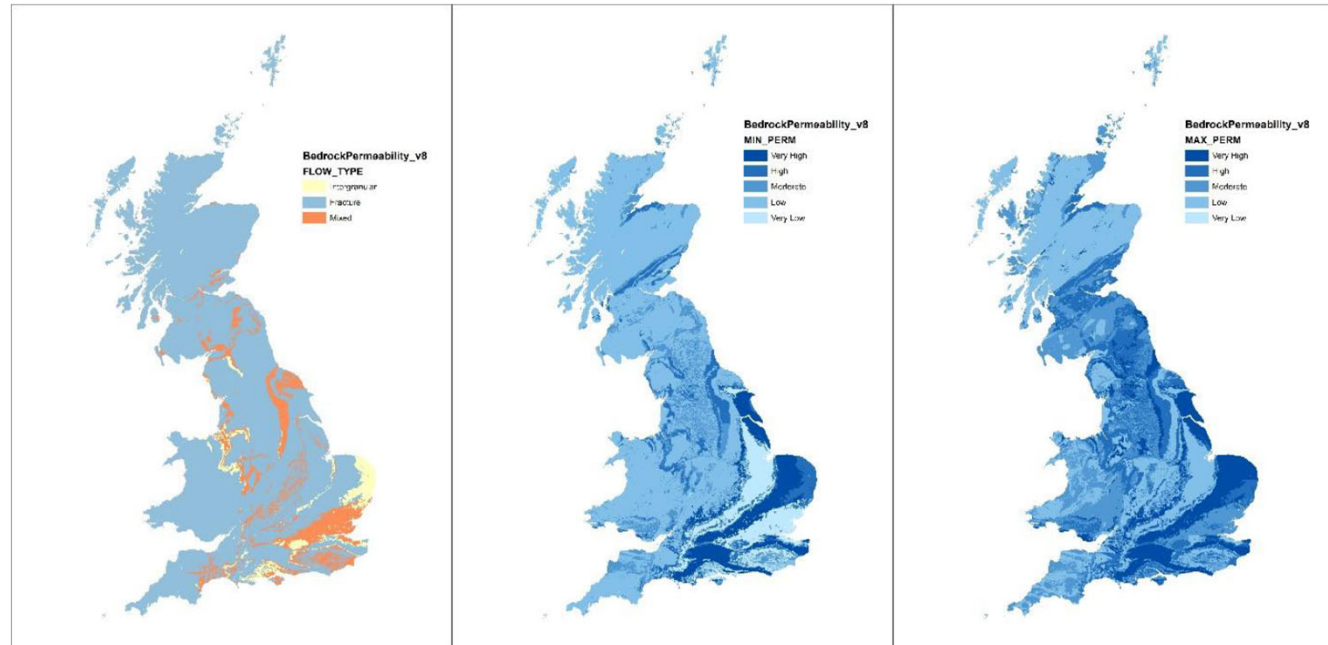 BedrockPermeability_v8
FLOW_TYPE
Intergranular
Fracture
Mixed
BedrockPermeability_v8
MIN_PERM
Very High
High
Moderate
Low
Very Low
BedrockPermeability_v8
MAX_PERM
Very High
High
Moderate
Low
Very Low